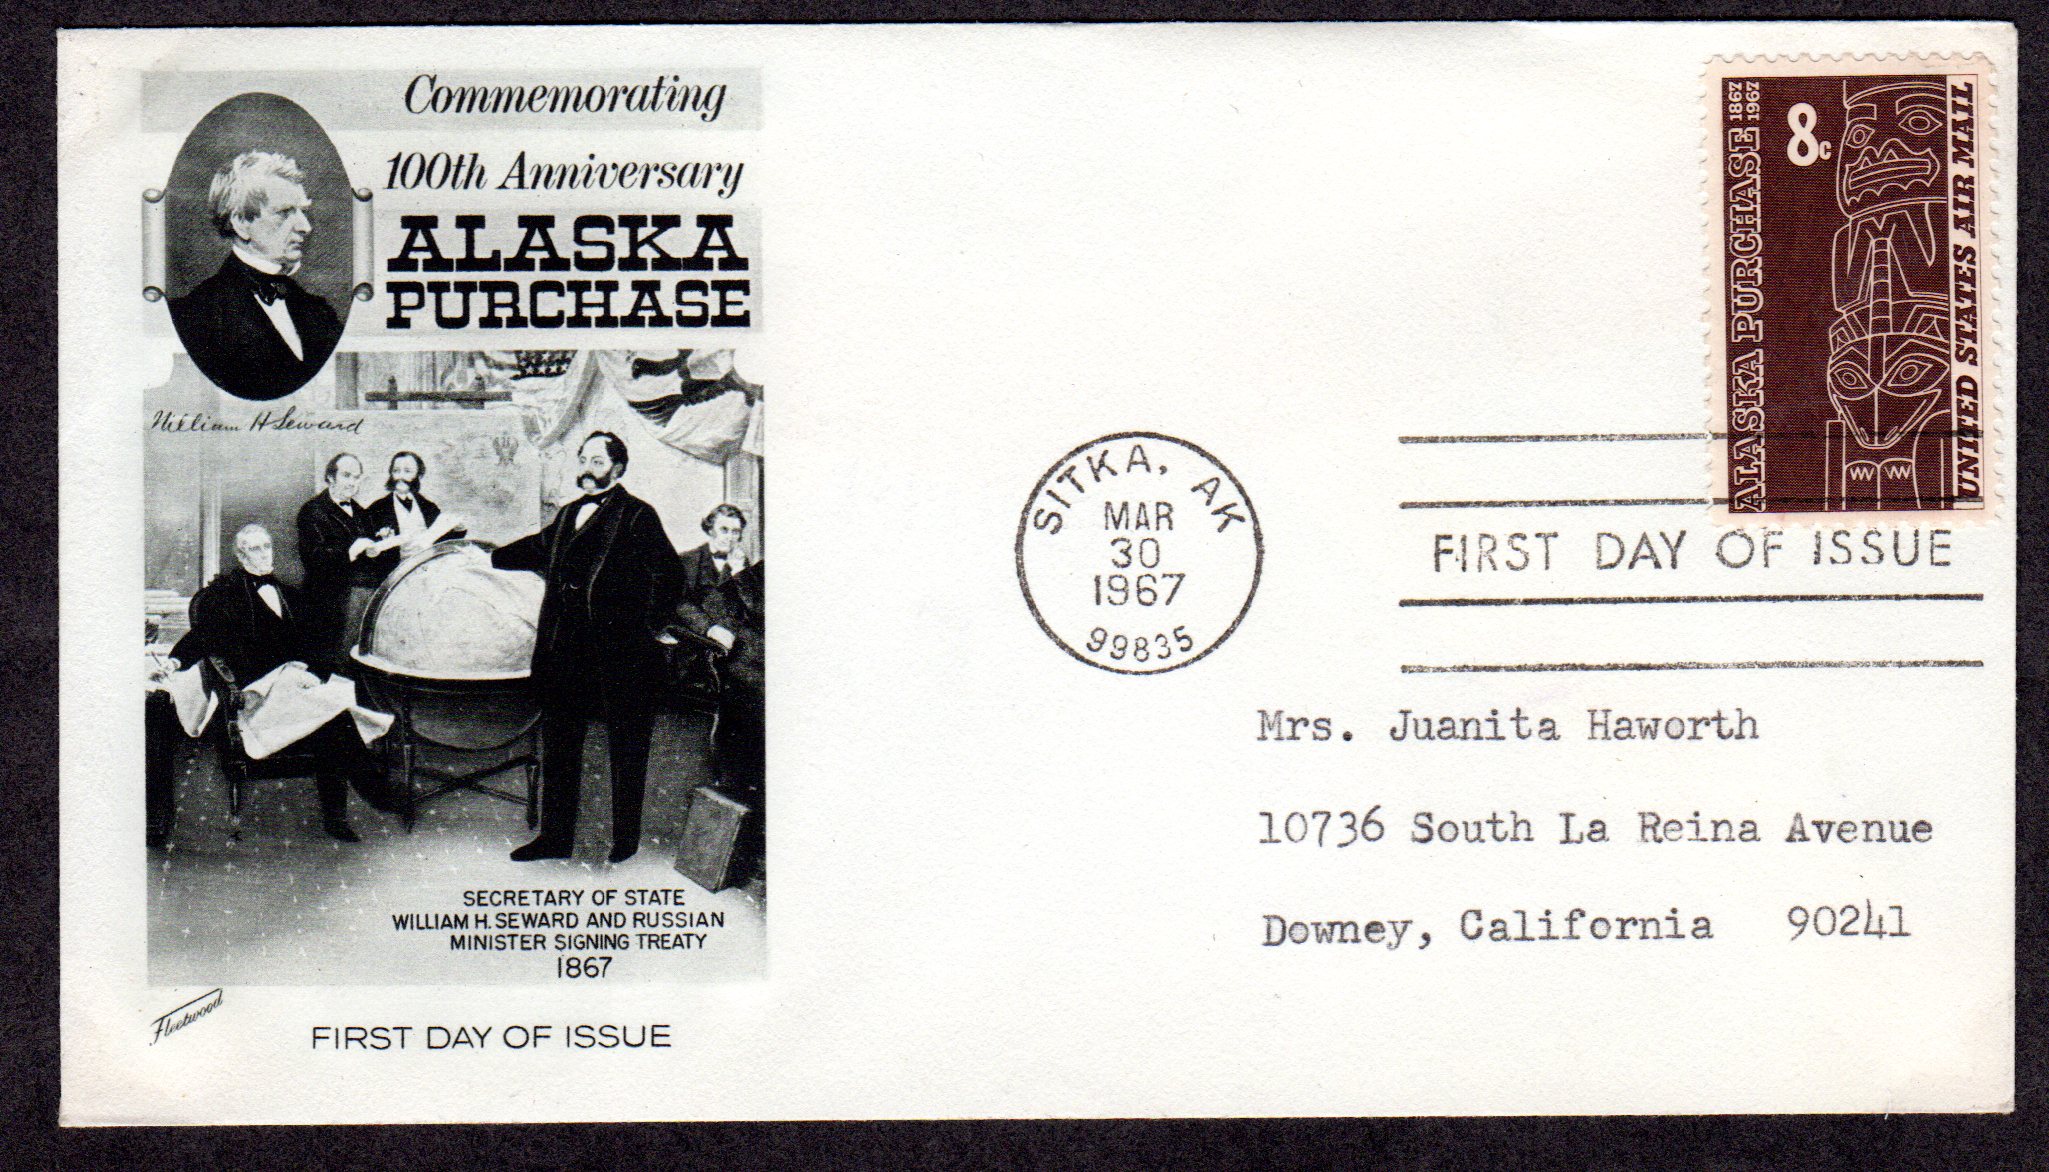 Commemorating
100th Anniversary
ALASKA
PURCHASE
William H Seward
SECRETARY OF STATE
WILLIAM H. SEWARD AND RUSSIAN
MINISTER SIGNING TREATY
1867
Fleetwood
FIRST DAY OF ISSUE
SITKA, AK
MAR
30
1967
99835
ALASKA PURCHASE 1867
1967
8c
UNITED STATES AIR MAIL
FIRST DAY OF ISSUE
Mrs. Juanita Haworth
10736 South La Reina Avenue
Downey, California 90241